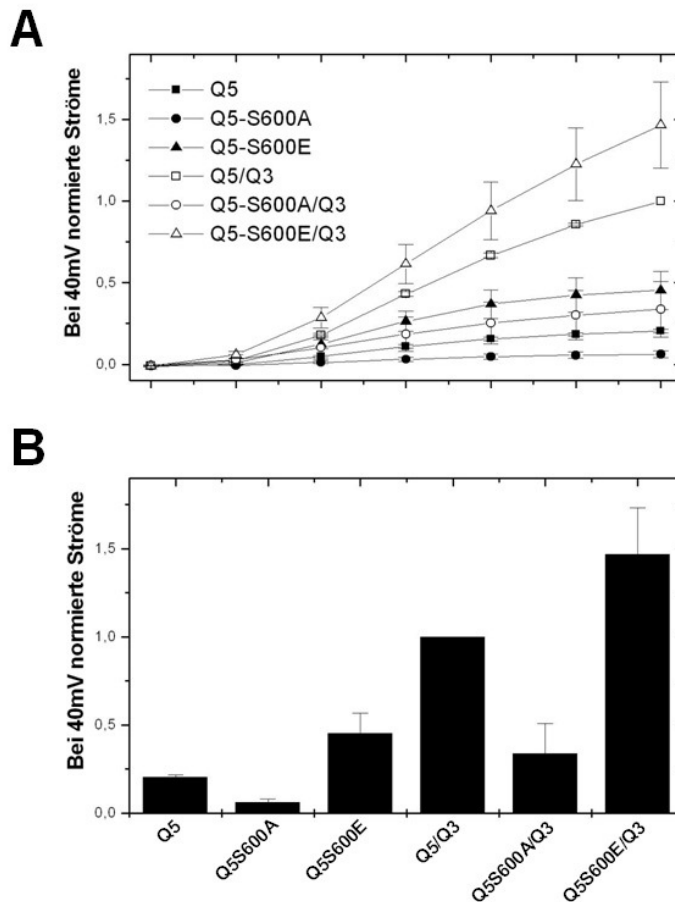 A
Bei 40mV normierte Ströme
1,5
1,0
0,5
0,0
Q5
Q5-S600A
Q5-S600E
Q5/Q3
Q5-S600A/Q3
Q5-S600E/Q3
B
Bei 40mV normierte Ströme
1,5
1,0
0,5
0,0
Q5
Q5S600A
Q5S600E
Q5/Q3
Q5S600A/Q3
Q5S600E/Q3